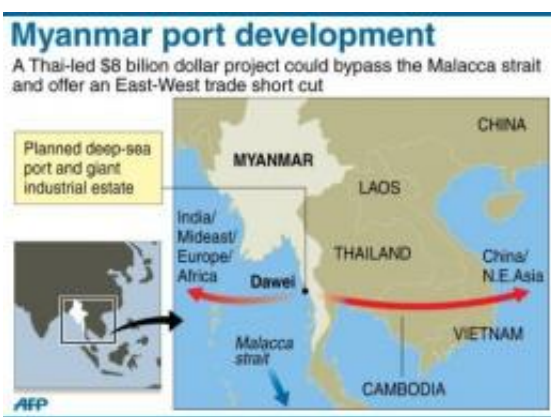 Myanmar port development
A Thai-led $8 bilion dollar project could bypass the Malacca strait
and offer an East-West trade short cut
CHINA
Planned deep-sea
port and giant
industrial estate
MYANMAR
LAOS
India/
Mideast/
Europe/
Africa
THAILAND
China/
N.E.Asia
Dawei
Malacca
strait
VIETNAM
CAMBODIA
AFP